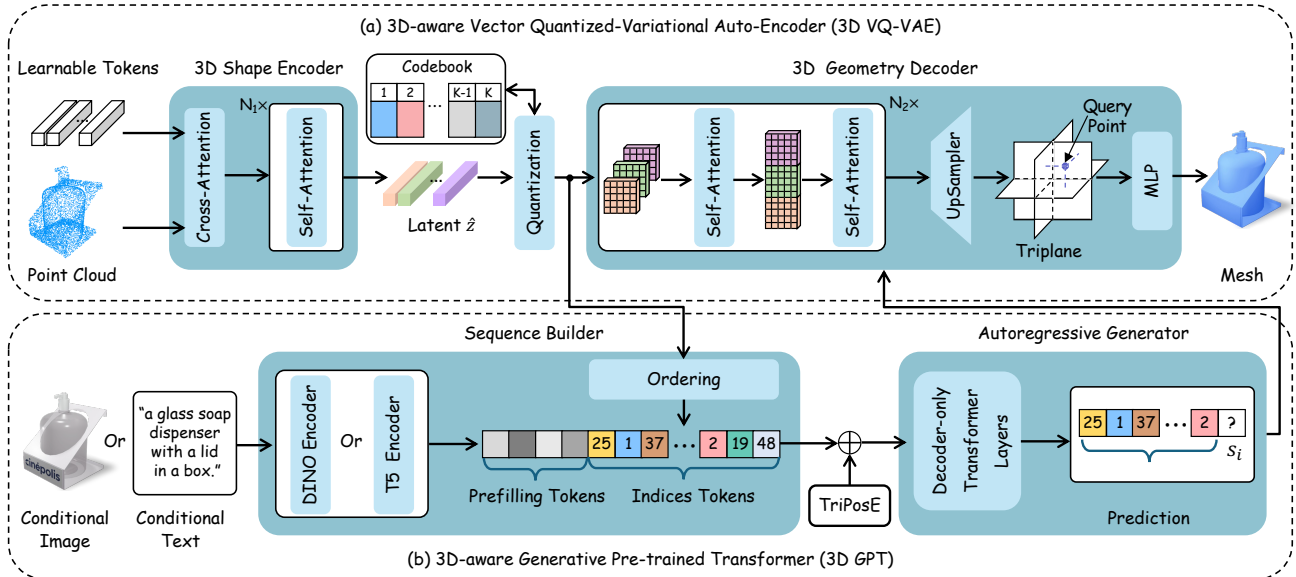 (a) 3D-aware Vector Quantized-Variational Auto-Encoder (3D VQ-VAE)
Learnable Tokens
...
Point Cloud
3D Shape Encoder
Cross-Attention
N₁×
Self-Attention
Codebook
1 2 ... K-1 K
...
Latent ẑ
Quantization
3D Geometry Decoder
N₂×
Self-Attention
Self-Attention
UpSampler
Query
Point
Triplane
MLP
Mesh
cinépolis
Conditional
Image
Or
"a glass soap
dispenser
with a lid
in a box."
Conditional
Text
Sequence Builder
DINO Encoder
Or
T5 Encoder
Ordering
25 1 37 ... 2 19 48
Prefilling Tokens
Indices Tokens
TriPosE
Autoregressive Generator
Decoder-only
Transformer
Layers
25 1 37 ... 2 ?
sᵢ
Prediction
(b) 3D-aware Generative Pre-trained Transformer (3D GPT)